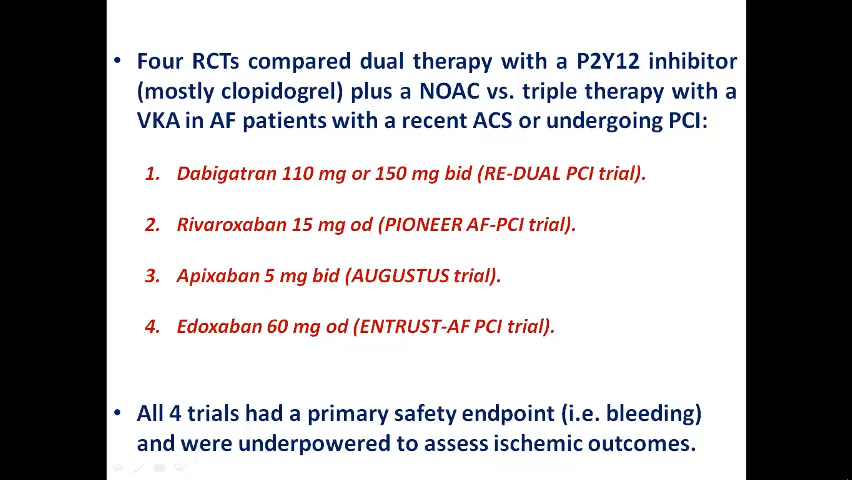 • Four RCTs compared dual therapy with a P2Y12 inhibitor
(mostly clopidogrel) plus a NOAC vs. triple therapy with a
VKA in AF patients with a recent ACS or undergoing PCI:
1. Dabigatran 110 mg or 150 mg bid (RE-DUAL PCI trial).
2. Rivaroxaban 15 mg od (PIONEER AF-PCI trial).
3. Apixaban 5 mg bid (AUGUSTUS trial).
4. Edoxaban 60 mg od (ENTRUST-AF PCI trial).
• All 4 trials had a primary safety endpoint (i.e. bleeding)
and were underpowered to assess ischemic outcomes.